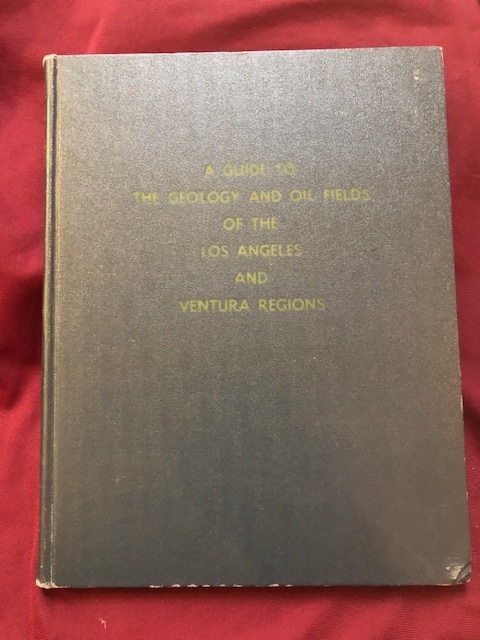 A GUIDE TO
THE GEOLOGY AND OIL FIELDS
OF THE
LOS ANGELES
AND
VENTURA REGIONS